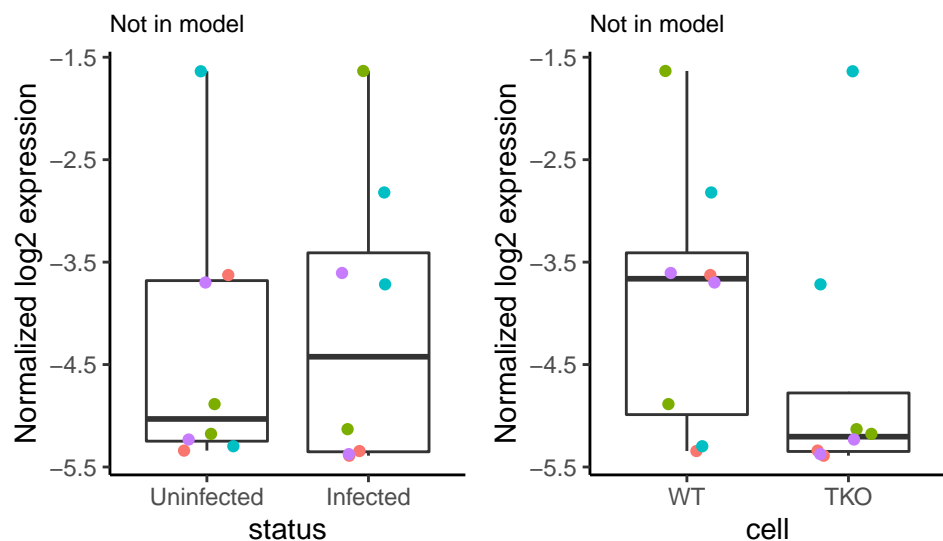 Not in model
Normalized log2 expression
−1.5
−2.5
−3.5
−4.5
−5.5
Uninfected
Infected
status
Not in model
Normalized log2 expression
−1.5
−2.5
−3.5
−4.5
−5.5
WT
TKO
cell